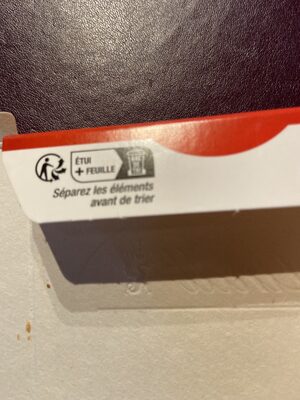 ÉTUI
+ FEUILLE
Séparez les éléments
avant de trier